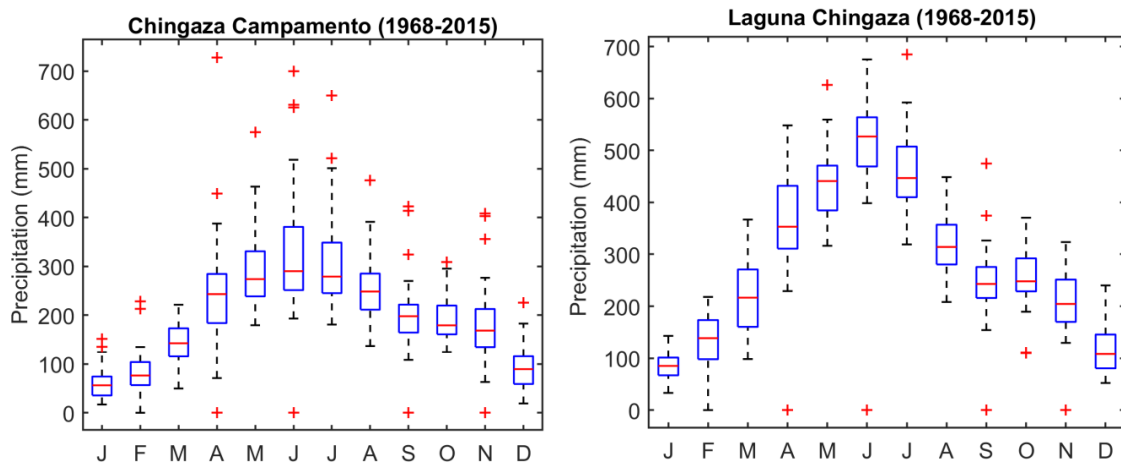 Chingaza Campamento (1968-2015)
Precipitation (mm)
700
600
500
400
300
200
100
0
J F M A M J J A S O N D
Laguna Chingaza (1968-2015)
Precipitation (mm)
700
600
500
400
300
200
100
0
J F M A M J J A S O N D